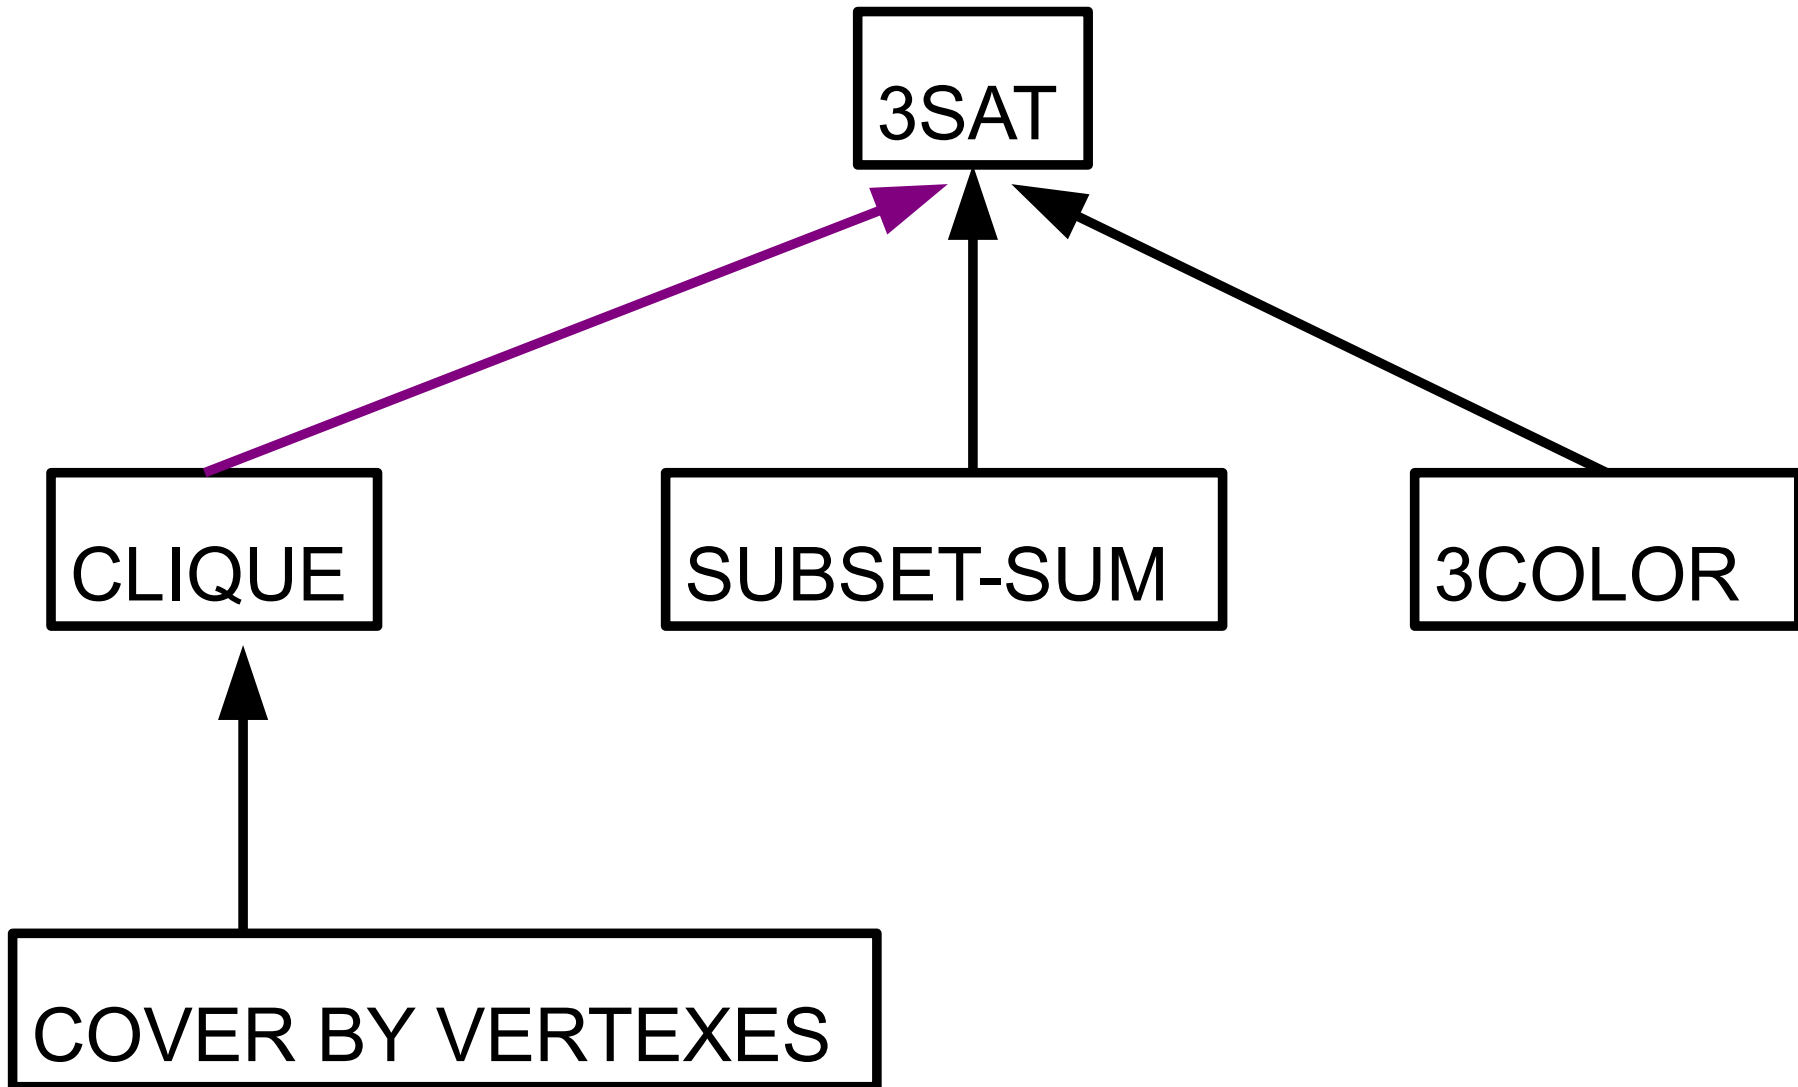 3SAT
CLIQUE
SUBSET-SUM
3COLOR
COVER BY VERTEXES